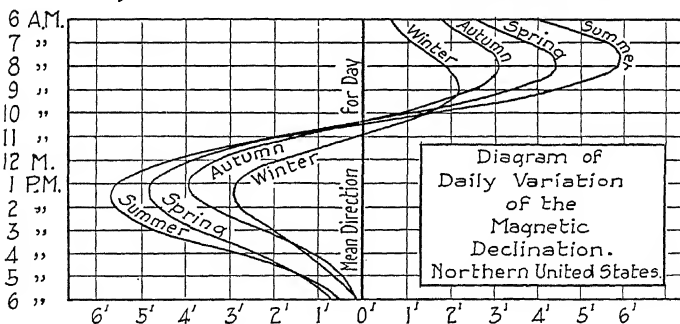 6 A.M.
7 "
8 "
9 "
10 "
11 "
12 M.
1 P.M.
2 "
3 "
4 "
5 "
6 "
Winter
Autumn
Spring
Summer
for Day
Mean Direction
Autumn
Winter
Spring
Summer
Diagram of
Daily Variation
of the
Magnetic
Declination.
Northern United States.
6' 5' 4' 3' 2' 1' 0' 1' 2' 3' 4' 5' 6'